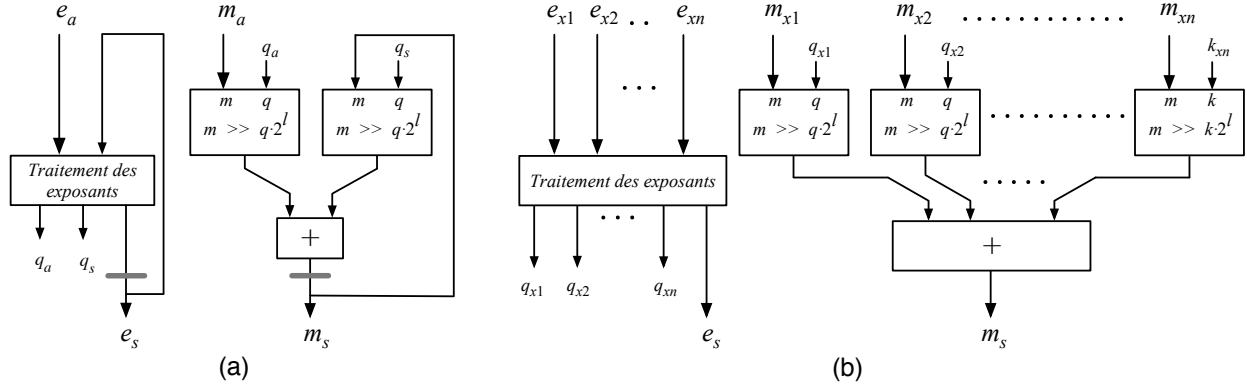 e_a
m_a
q_a
q_s
m q
m >> q·2^l
m q
m >> q·2^l
Traitement des
exposants
+
q_a q_s
e_s
m_s
(a)
e_x1 e_x2 .. e_xn
m_x1 m_x2 ............ m_xn
q_x1
q_x2
k_xn
...
m q
m >> q·2^l
m q
m >> q·2^l
...........
m k
m >> k·2^l
Traitement des exposants
.....
...
+
q_x1 q_x2 q_xn
e_s
m_s
(b)